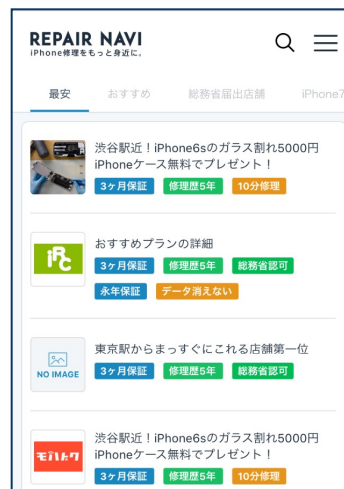 REPAIR NAVI
iPhone修理をもっと身近に。
最安 おすすめ 総務省届出店舗 iPhone7
渋谷駅近！iPhone6sのガラス割れ5000円
iPhoneケース無料でプレゼント！
3ヶ月保証 修理歴5年 10分修理
iRC
おすすめプランの詳細
3ヶ月保証 修理歴5年 総務省認可
永年保証 データ消えない
NO IMAGE
東京駅からまっすぐにこれる店舗第一位
3ヶ月保証 修理歴5年 総務省認可
モバハク
渋谷駅近！iPhone6sのガラス割れ5000円
iPhoneケース無料でプレゼント！
3ヶ月保証 修理歴5年 10分修理